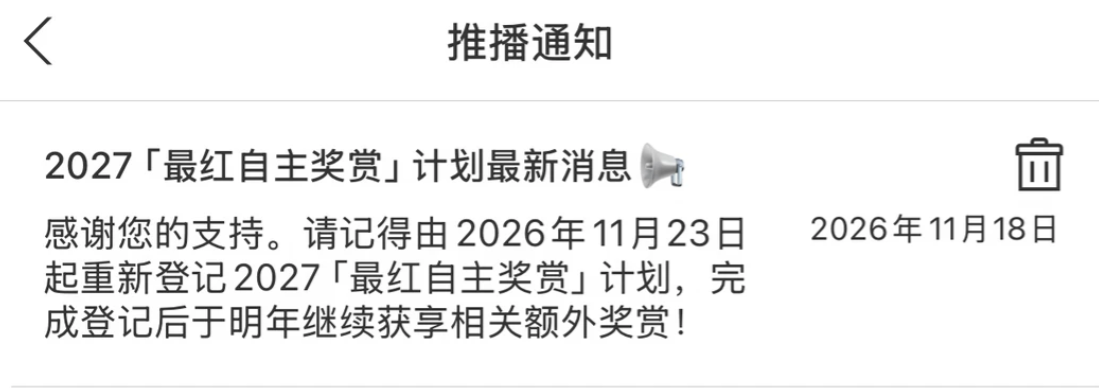 推播通知
2027「最红自主奖赏」计划最新消息
感谢您的支持。请记得由2026年11月23日
2026年11月18日
起重新登记2027「最红自主奖赏」计划，完
成登记后于明年继续获享相关额外奖赏！